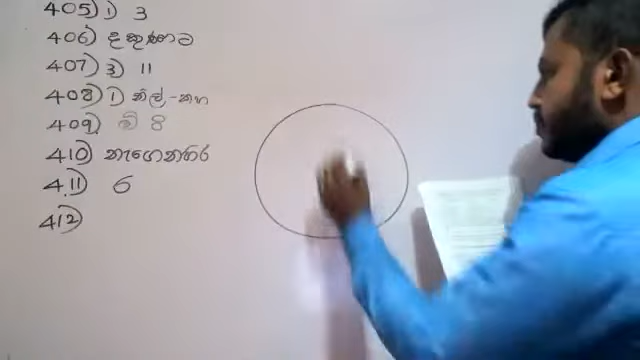 405) 1) 3
406) දකුණට
407) 3) 11
408) 1) නිල් - කහ
409) මී 8
410) නැගෙනහිර
411) 6
412)